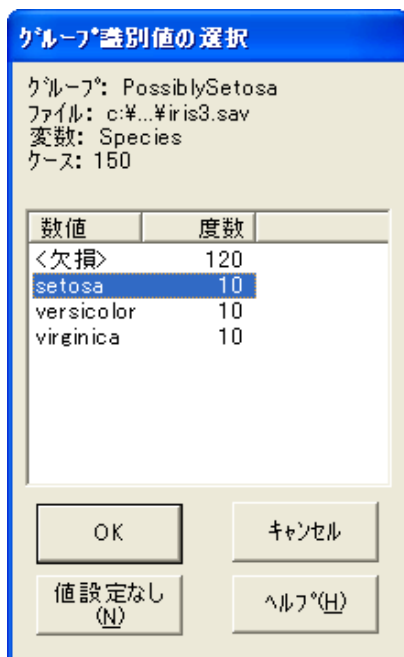 ｸﾞﾙｰﾌﾟ識別値の選択
ｸﾞﾙｰﾌﾟ: PossiblySetosa
ﾌｧｲﾙ: c:¥...¥iris3.sav
変数: Species
ｹｰｽ: 150
数値 度数
<欠損> 120
setosa 10
versicolor 10
virginica 10
OK ｷｬﾝｾﾙ
値設定なし
(N)
ﾍﾙﾌﾟ(H)